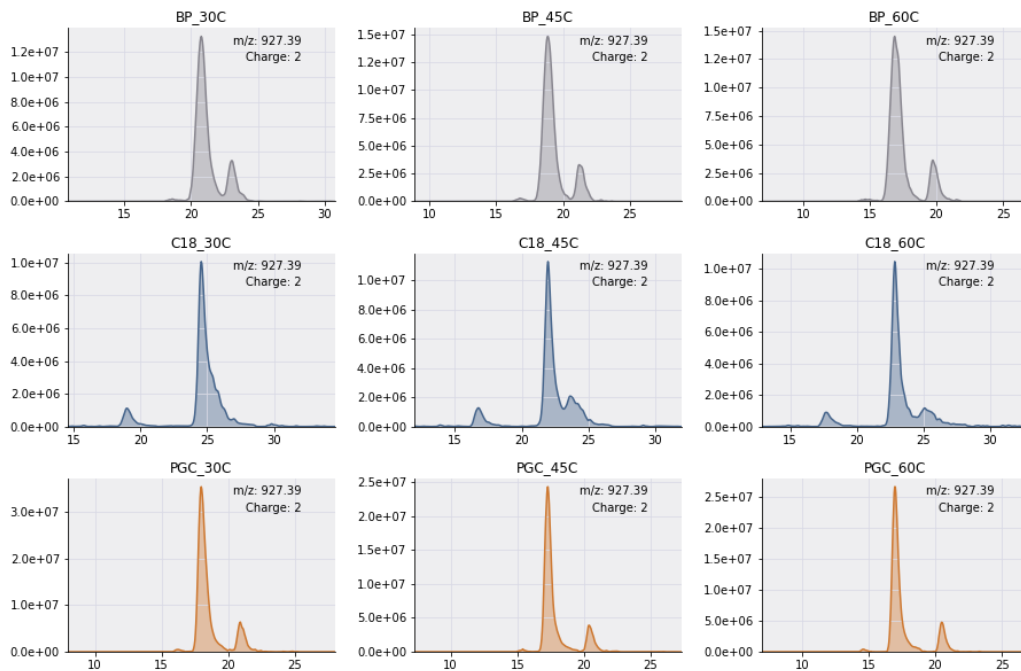 BP_30C
BP_45C
BP_60C
m/z: 927.39
Charge: 2
1.2e+07
1.0e+07
8.0e+06
6.0e+06
4.0e+06
2.0e+06
0.0e+00
15 20 25 30
m/z: 927.39
Charge: 2
1.5e+07
1.2e+07
1.0e+07
7.5e+06
5.0e+06
2.5e+06
0.0e+00
10 15 20 25
m/z: 927.39
Charge: 2
1.5e+07
1.2e+07
1.0e+07
7.5e+06
5.0e+06
2.5e+06
0.0e+00
10 15 20 25
C18_30C
C18_45C
C18_60C
m/z: 927.39
Charge: 2
1.0e+07
8.0e+06
6.0e+06
4.0e+06
2.0e+06
0.0e+00
15 20 25 30
m/z: 927.39
Charge: 2
1.0e+07
8.0e+06
6.0e+06
4.0e+06
2.0e+06
0.0e+00
15 20 25 30
m/z: 927.39
Charge: 2
1.0e+07
8.0e+06
6.0e+06
4.0e+06
2.0e+06
0.0e+00
15 20 25 30
PGC_30C
PGC_45C
PGC_60C
m/z: 927.39
Charge: 2
3.0e+07
2.0e+07
1.0e+07
0.0e+00
10 15 20 25
m/z: 927.39
Charge: 2
2.5e+07
2.0e+07
1.5e+07
1.0e+07
5.0e+06
0.0e+00
10 15 20 25
m/z: 927.39
Charge: 2
2.5e+07
2.0e+07
1.5e+07
1.0e+07
5.0e+06
0.0e+00
10 15 20 25